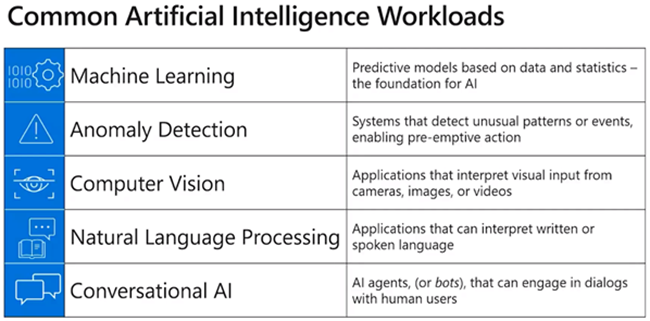 Common Artificial Intelligence Workloads
1010
1010
Machine Learning
Predictive models based on data and statistics –
the foundation for AI
Anomaly Detection
Systems that detect unusual patterns or events,
enabling pre-emptive action
Computer Vision
Applications that interpret visual input from
cameras, images, or videos
Natural Language Processing
Applications that can interpret written or
spoken language
Conversational AI
AI agents, (or bots), that can engage in dialogs
with human users